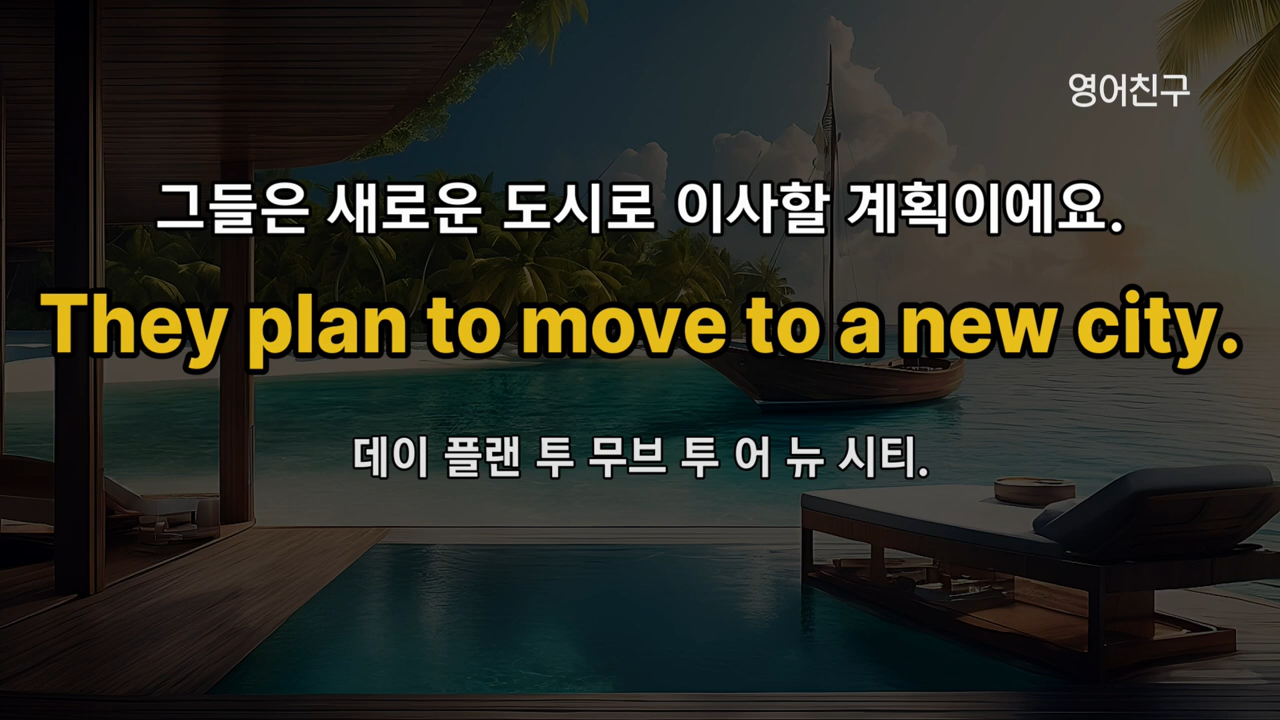 영어친구
그들은 새로운 도시로 이사할 계획이에요.
They plan to move to a new city.
데이 플랜 투 무브 투 어 뉴 시티.